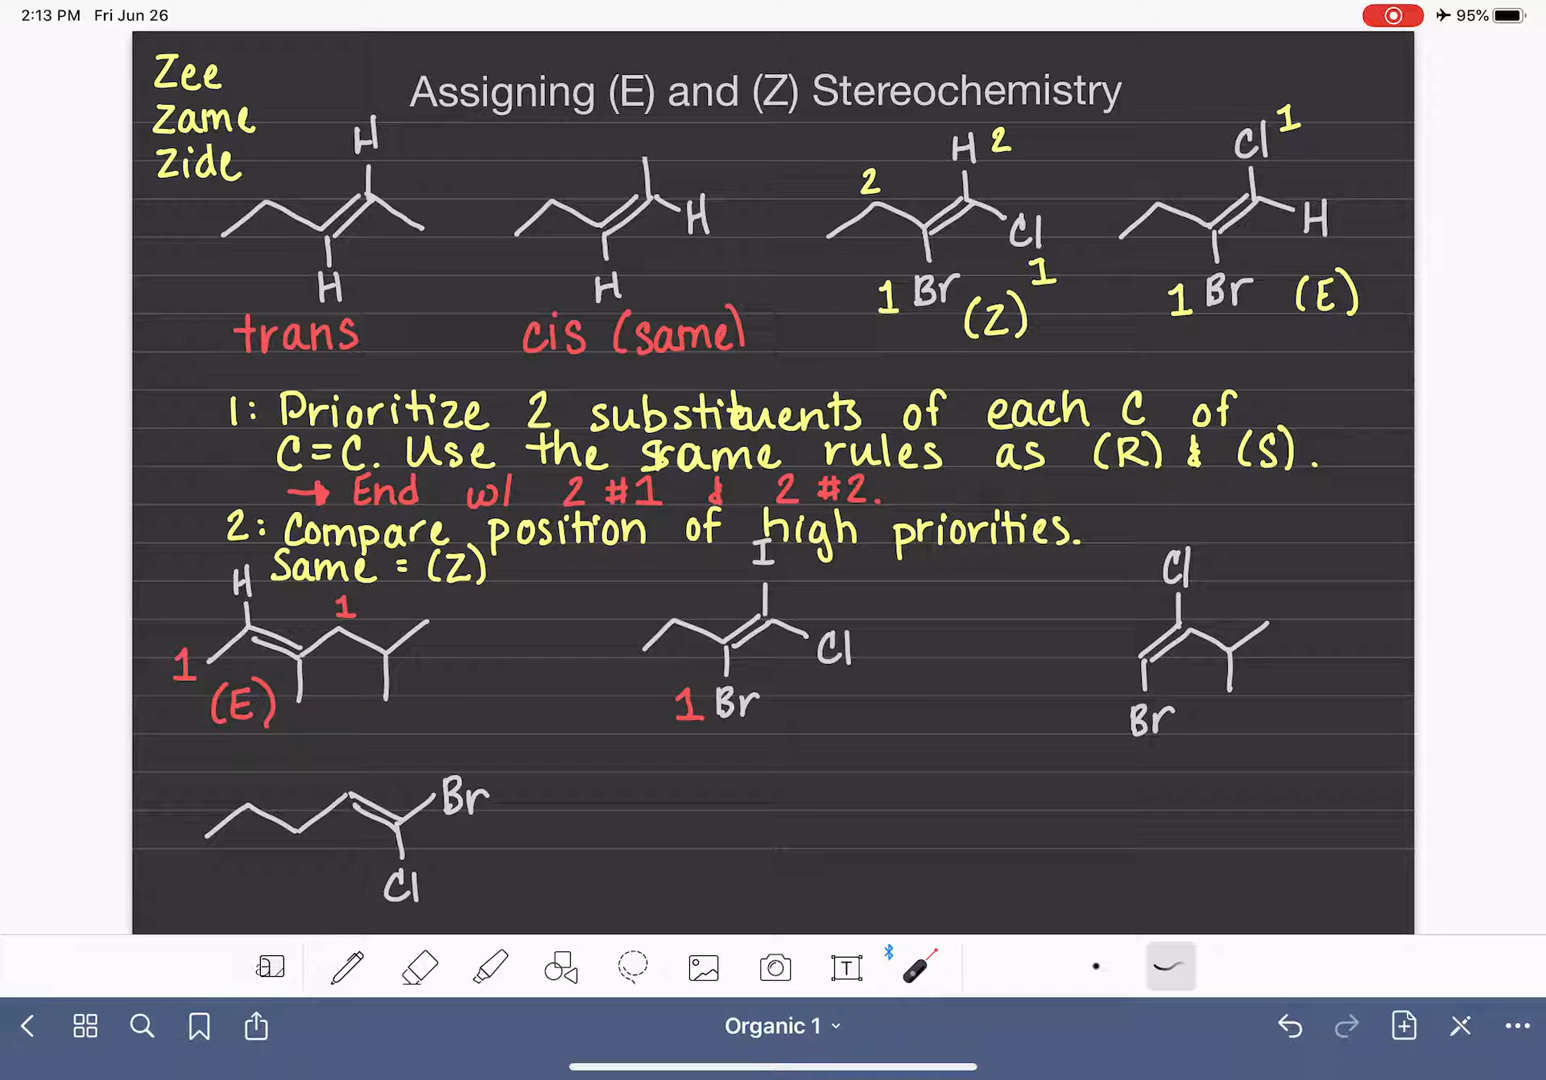 2:13 PM Fri Jun 26
95%
Zee
Zame
Zide
Assigning (E) and (Z) Stereochemistry
H
H
trans
H
H
cis (same)
2
H 2
Cl
1
1 Br
(Z)
Cl 1
H
1 Br
(E)
1: Prioritize 2 substituents of each C of
C=C. Use the same rules as (R) & (S).
→ End w/ 2 #1 & 2 #2.
2: Compare position of high priorities.
Same = (Z)
H
1
1
(E)
I
Cl
1 Br
Cl
Br
Br
Cl
T
Organic 1